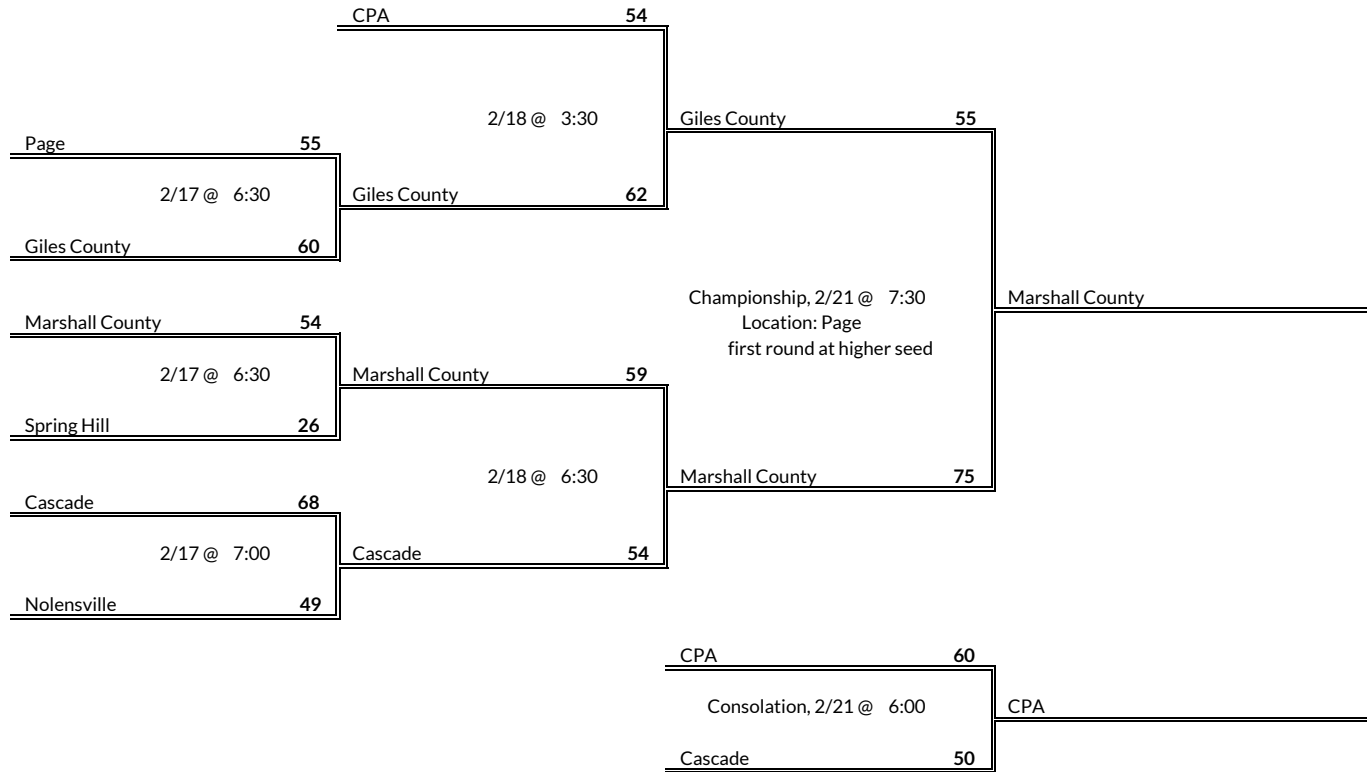 CPA 54
2/18 @ 3:30
Giles County 55
Page 55
2/17 @ 6:30
Giles County 62
Giles County 60
Championship, 2/21 @ 7:30
Marshall County
Marshall County 54
Location: Page
first round at higher seed
2/17 @ 6:30
Marshall County 59
Spring Hill 26
2/18 @ 6:30
Marshall County 75
Cascade 68
2/17 @ 7:00
Cascade 54
Nolensville 49
CPA 60
Consolation, 2/21 @ 6:00
CPA
Cascade 50